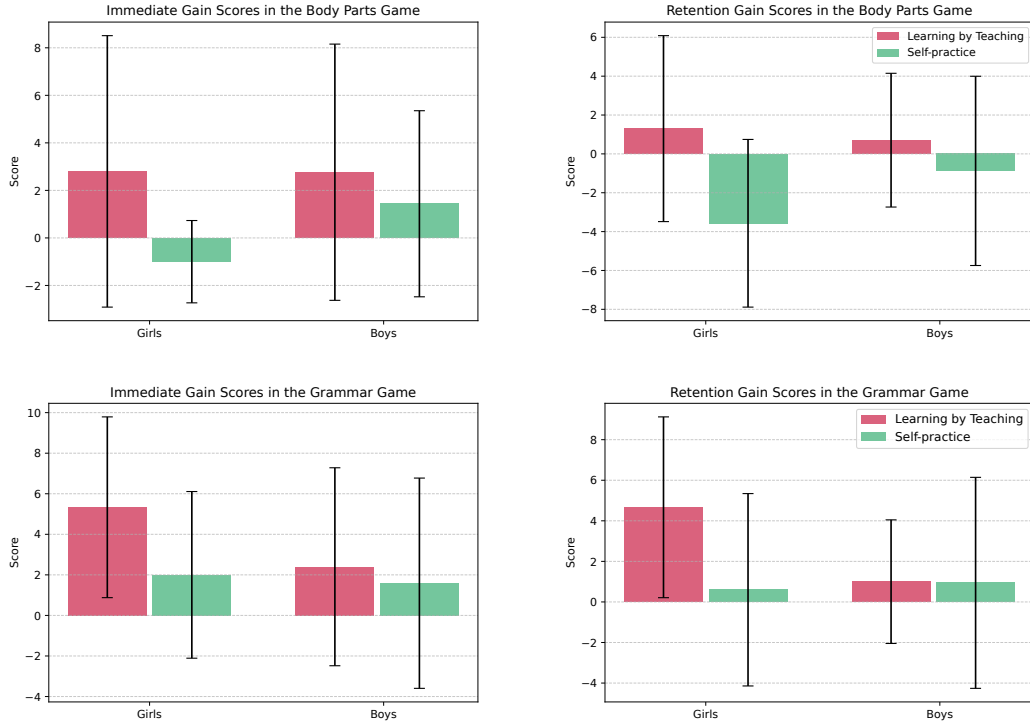 Immediate Gain Scores in the Body Parts Game
8
6
4
2
0
−2
Score
Girls
Boys
Retention Gain Scores in the Body Parts Game
Learning by Teaching
Self-practice
6
4
2
0
−2
−4
−6
−8
Score
Girls
Boys
Immediate Gain Scores in the Grammar Game
10
8
6
4
2
0
−2
−4
Score
Girls
Boys
Retention Gain Scores in the Grammar Game
Learning by Teaching
Self-practice
8
6
4
2
0
−2
−4
Score
Girls
Boys